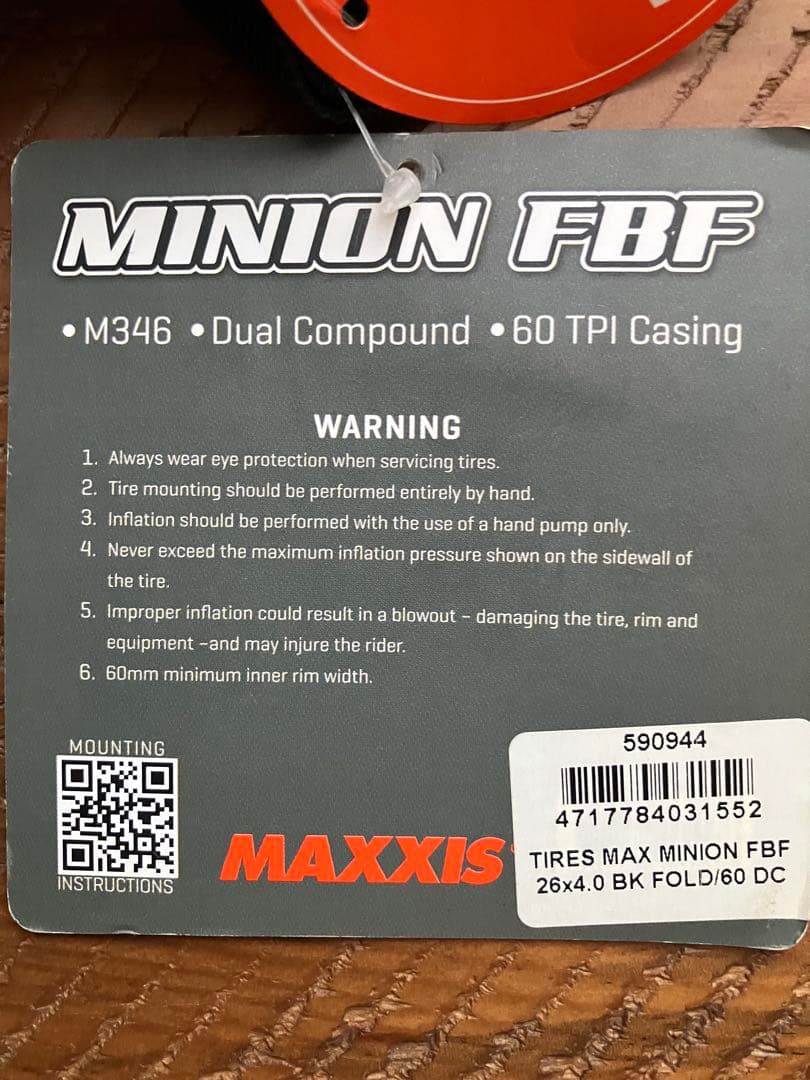 MINION FBF
• M346 • Dual Compound • 60 TPI Casing
WARNING
1. Always wear eye protection when servicing tires.
2. Tire mounting should be performed entirely by hand.
3. Inflation should be performed with the use of a hand pump only.
4. Never exceed the maximum inflation pressure shown on the sidewall of
the tire.
5. Improper inflation could result in a blowout – damaging the tire, rim and
equipment –and may injure the rider.
6. 60mm minimum inner rim width.
MOUNTING
INSTRUCTIONS
MAXXIS
590944
4717784031552
TIRES MAX MINION FBF
26x4.0 BK FOLD/60 DC